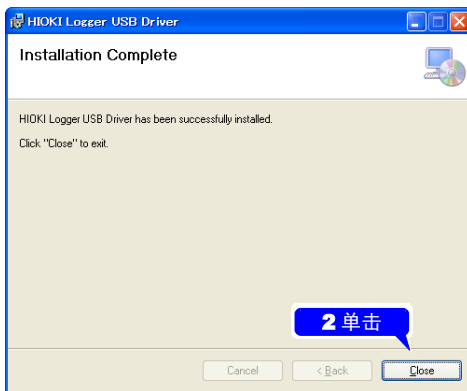 HIOKI Logger USB Driver
Installation Complete
HIOKI Logger USB Driver has been successfully installed.
Click "Close" to exit.
2 单击
Cancel < Back Close